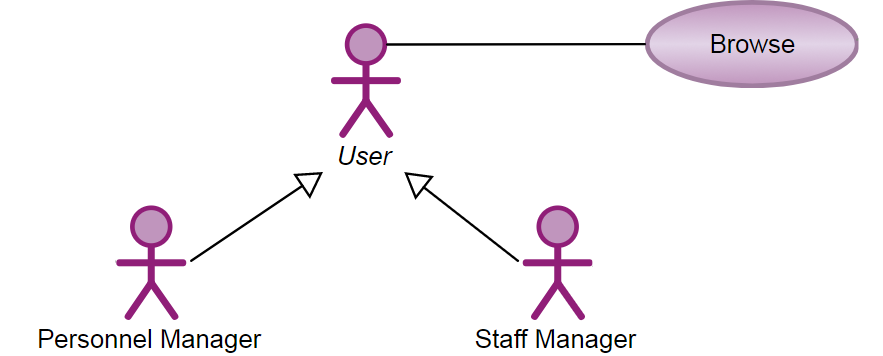 Browse
User
Personnel Manager
Staff Manager